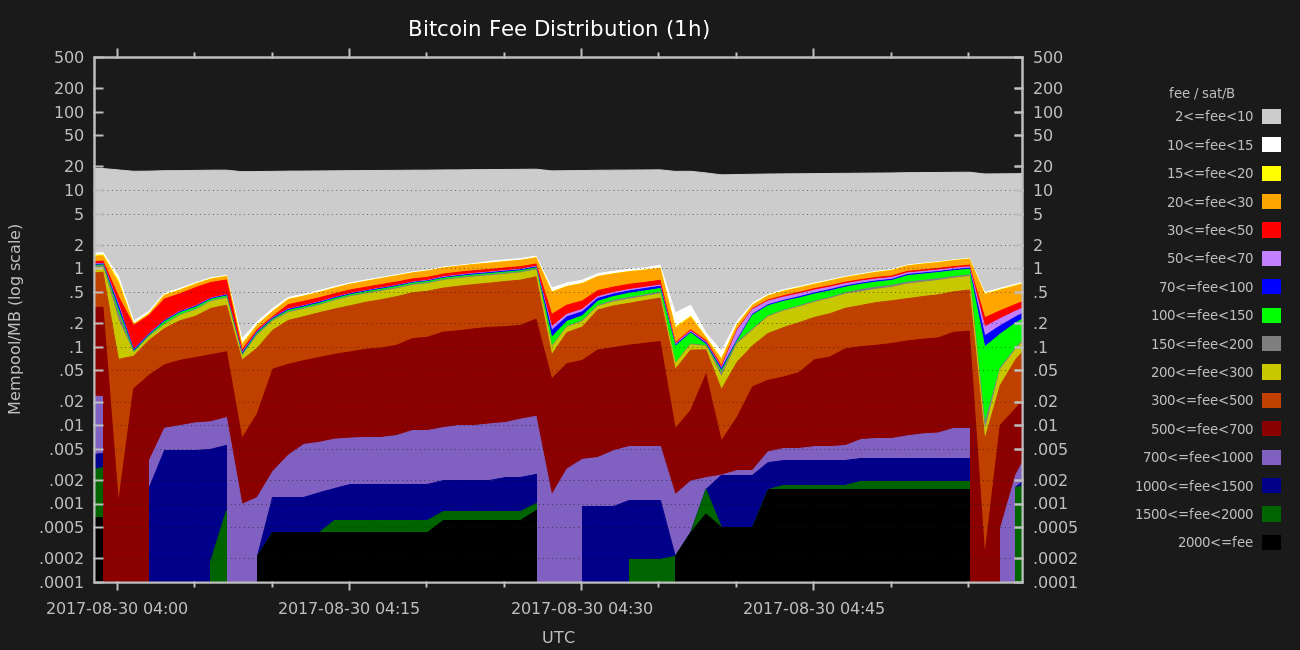 Bitcoin Fee Distribution (1h)
500 500
200 200
100 100
50 50
20 20
10 10
5 5
2 2
1 1
.5 .5
.2 .2
.1 .1
.05 .05
.02 .02
.01 .01
.005 .005
.002 .002
.001 .001
.0005 .0005
.0002 .0002
.0001 .0001
Mempool/MB (log scale)
2017-08-30 04:00 2017-08-30 04:15 2017-08-30 04:30 2017-08-30 04:45
UTC
fee / sat/B
2<=fee<10
10<=fee<15
15<=fee<20
20<=fee<30
30<=fee<50
50<=fee<70
70<=fee<100
100<=fee<150
150<=fee<200
200<=fee<300
300<=fee<500
500<=fee<700
700<=fee<1000
1000<=fee<1500
1500<=fee<2000
2000<=fee